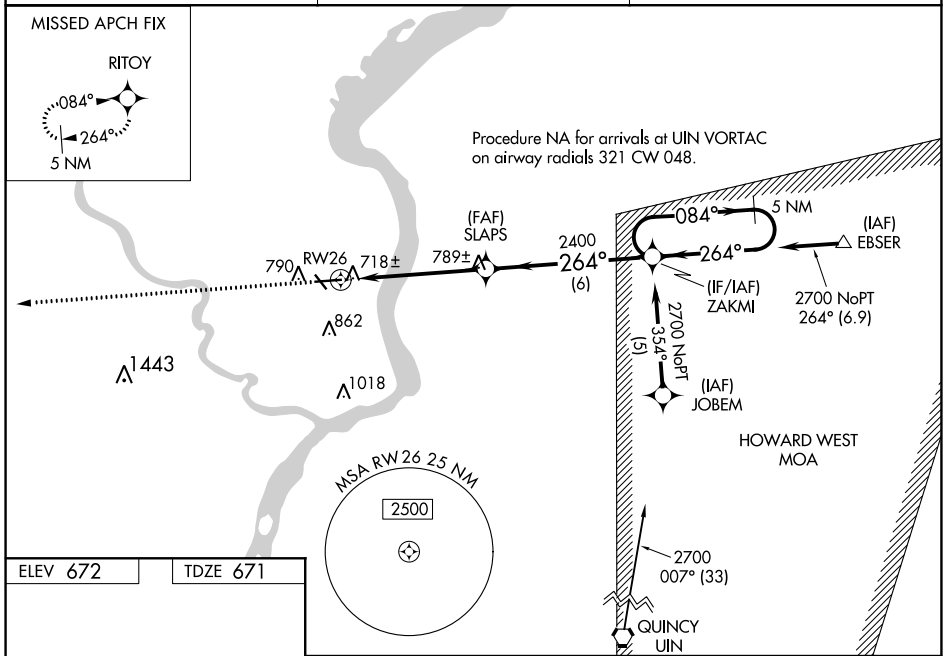 MISSED APCH FIX
RITOY
084°
264°
5 NM
Procedure NA for arrivals at UIN VORTAC
on airway radials 321 CW 048.
(FAF)
SLAPS
2400
264°
(6)
084°
5 NM
264°
(IAF)
EBSER
790
RW26
718±
789±
(IF/IAF)
ZAKMI
2700 NoPT
264° (6.9)
862
2700 NoPT
354°
(5)
1443
1018
(IAF)
JOBEM
HOWARD WEST
MOA
MSA RW26 25 NM
2500
2700
007° (33)
QUINCY
UIN
ELEV 672
TDZE 671